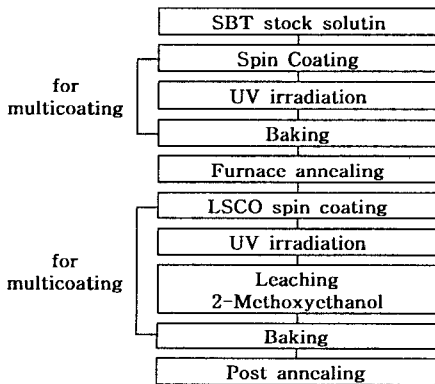 SBT stock solutin
Spin Coating
for
multicoating
UV irradiation
Baking
Furnace annealing
LSCO spin coating
UV irradiation
for
multicoating
Leaching
2-Methoxyethanol
Baking
Post annealing